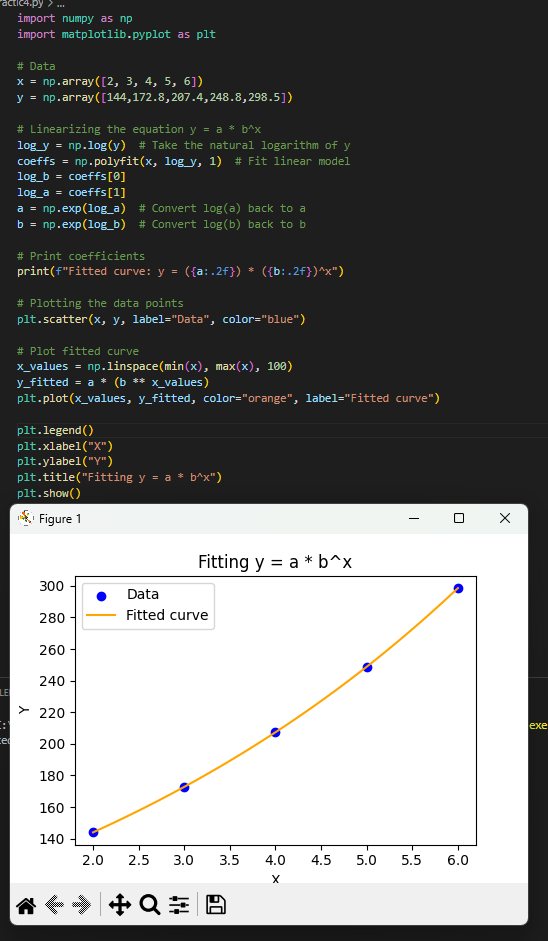 ractic4.py > ...
import numpy as np
import matplotlib.pyplot as plt
# Data
x = np.array([2, 3, 4, 5, 6])
y = np.array([144,172.8,207.4,248.8,298.5])
# Linearizing the equation y = a * b^x
log_y = np.log(y)  # Take the natural logarithm of y
coeffs = np.polyfit(x, log_y, 1)  # Fit linear model
log_b = coeffs[0]
log_a = coeffs[1]
a = np.exp(log_a)  # Convert log(a) back to a
b = np.exp(log_b)  # Convert log(b) back to b
# Print coefficients
print(f"Fitted curve: y = ({a:.2f}) * ({b:.2f})^x")
# Plotting the data points
plt.scatter(x, y, label="Data", color="blue")
# Plot fitted curve
x_values = np.linspace(min(x), max(x), 100)
y_fitted = a * (b ** x_values)
plt.plot(x_values, y_fitted, color="orange", label="Fitted curve")
plt.legend()
plt.xlabel("X")
plt.ylabel("Y")
plt.title("Fitting y = a * b^x")
plt.show()
Figure 1
Fitting y = a * b^x
Data
Fitted curve
300
280
260
240
220
200
180
160
140
Y
2.0 2.5 3.0 3.5 4.0 4.5 5.0 5.5 6.0
X
exe